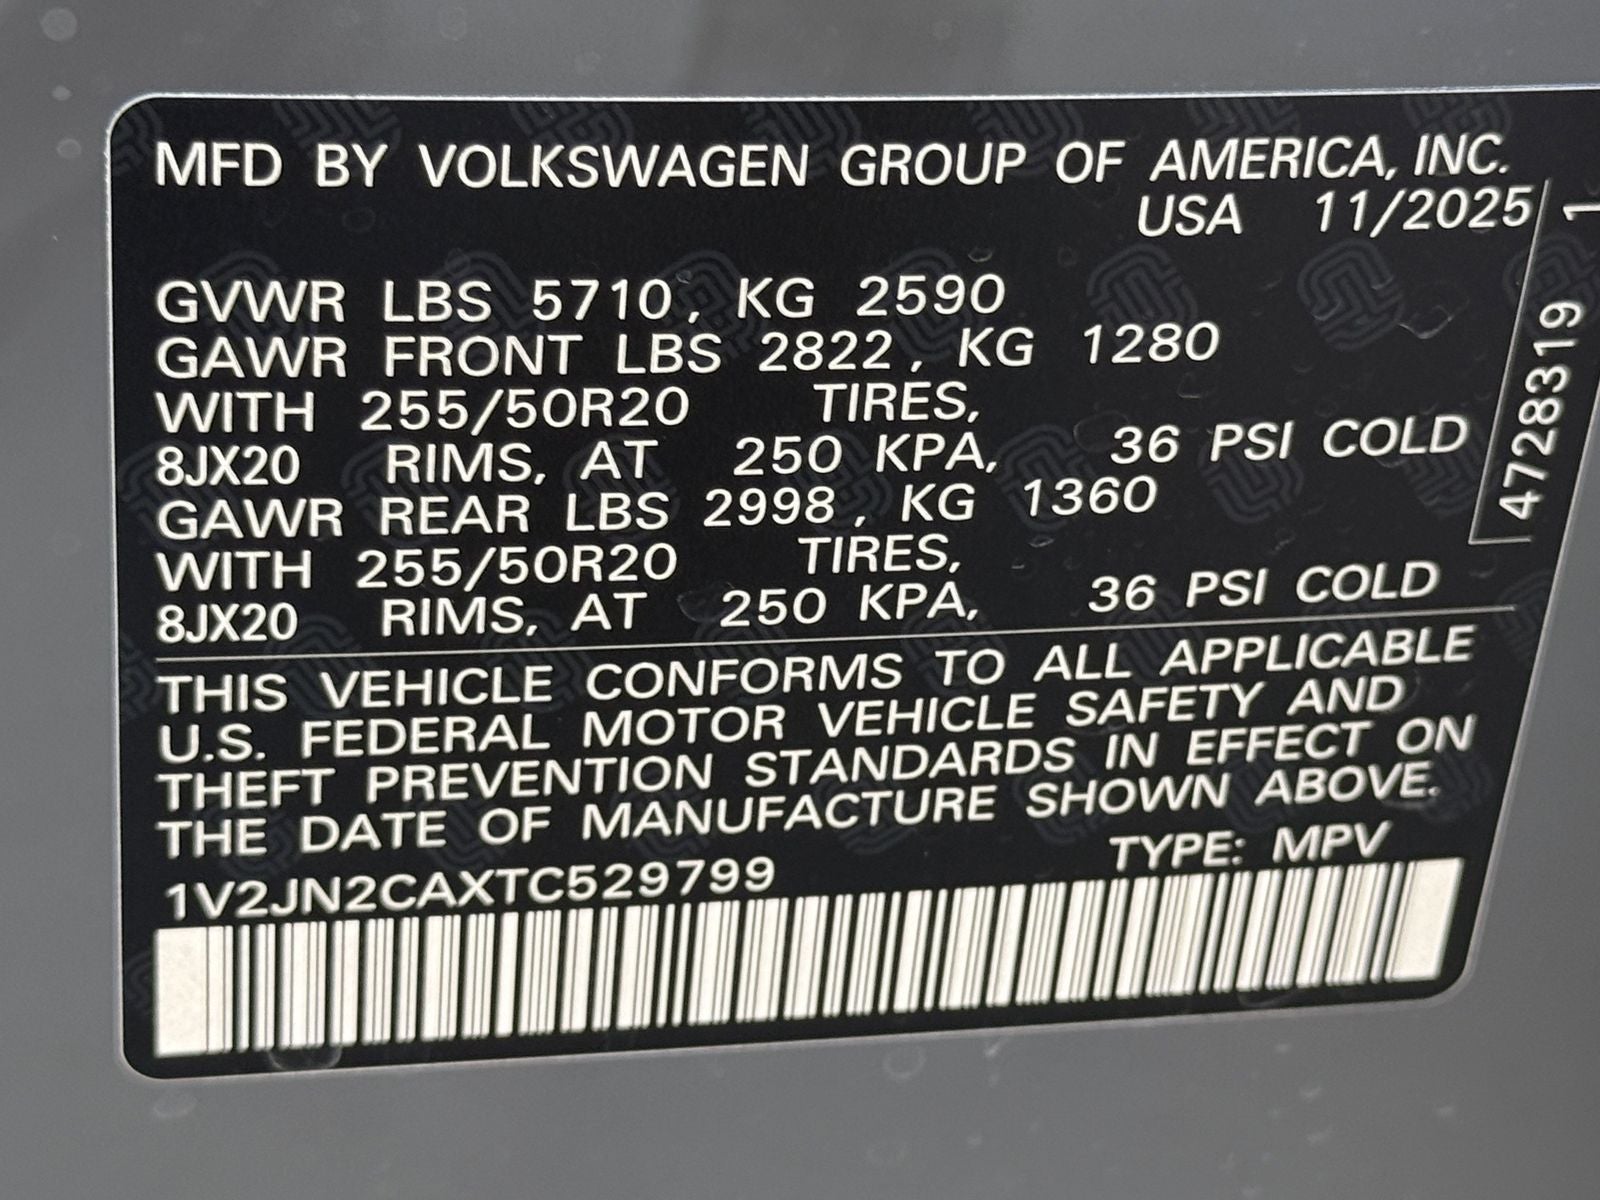 MFD BY VOLKSWAGEN GROUP OF AMERICA, INC.
USA 11/2025
GVWR LBS 5710, KG 2590
GAWR FRONT LBS 2822, KG 1280
WITH 255/50R20 TIRES,
8JX20 RIMS, AT 250 KPA, 36 PSI COLD
GAWR REAR LBS 2998, KG 1360
WITH 255/50R20 TIRES,
8JX20 RIMS, AT 250 KPA, 36 PSI COLD
THIS VEHICLE CONFORMS TO ALL APPLICABLE
U.S. FEDERAL MOTOR VEHICLE SAFETY AND
THEFT PREVENTION STANDARDS IN EFFECT ON
THE DATE OF MANUFACTURE SHOWN ABOVE.
1V2JN2CAXTC529799 TYPE: MPV
4728319 1